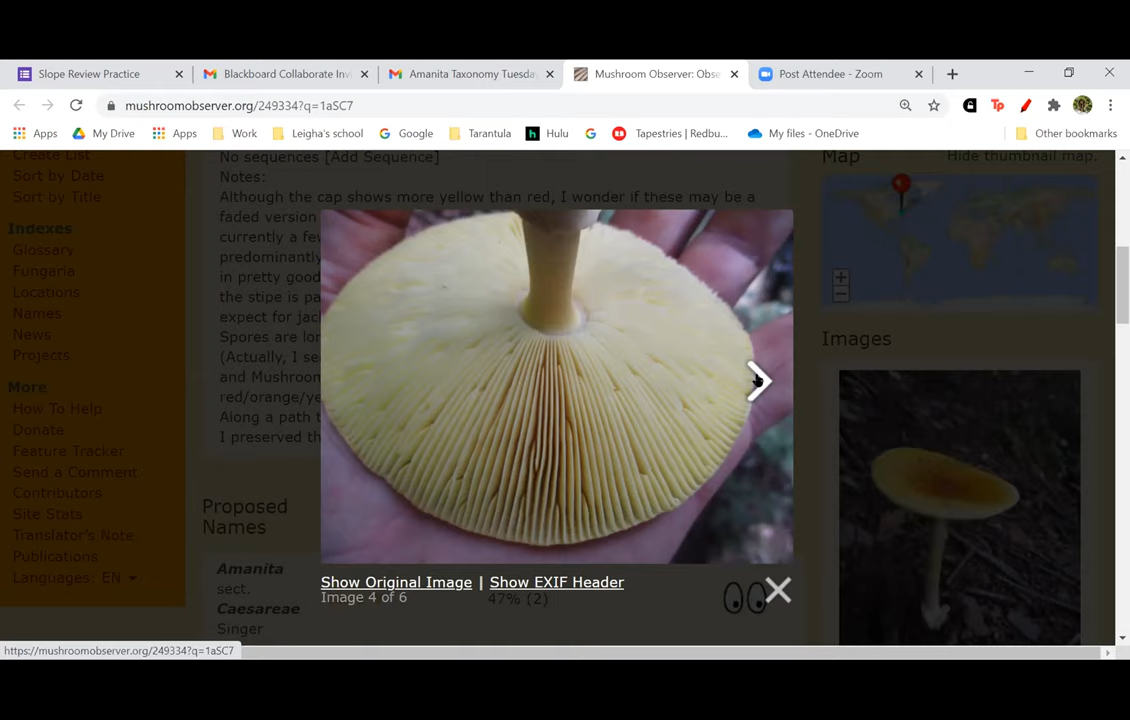 Slope Review Practice
Blackboard Collaborate Invi
Amanita Taxonomy Tuesda
Mushroom Observer: Obse
Post Attendee - Zoom
mushroomobserver.org/249334?q=1aSC7
Apps
My Drive
Apps
Work
Leigha's school
Google
Tarantula
Hulu
Tapestries | Redbu...
My files - OneDrive
Other bookmarks
Create List
Sort by Date
Sort by Title
Indexes
Glossary
Fungaria
Locations
Names
News
Projects
More
How To Help
Donate
Feature Tracker
Send a Comment
Contributors
Site Stats
Translator's Note
Publications
Languages: EN
No sequences [Add Sequence]
Notes:
Although the cap shows more yellow than red, I wonder if these may be a
faded version
currently a few
predominantly
in pretty good
the stipe is pa
expect for jac
Spores are lon
(Actually, I se
and Mushroom
red/orange/ye
Along a path t
I preserved th
Proposed
Names
Amanita
sect.
Caesareae
Singer
47% (2)
Show Original Image | Show EXIF Header
Image 4 of 6
Map
Hide thumbnail map.
Images
https://mushroomobserver.org/249334?q=1aSC7